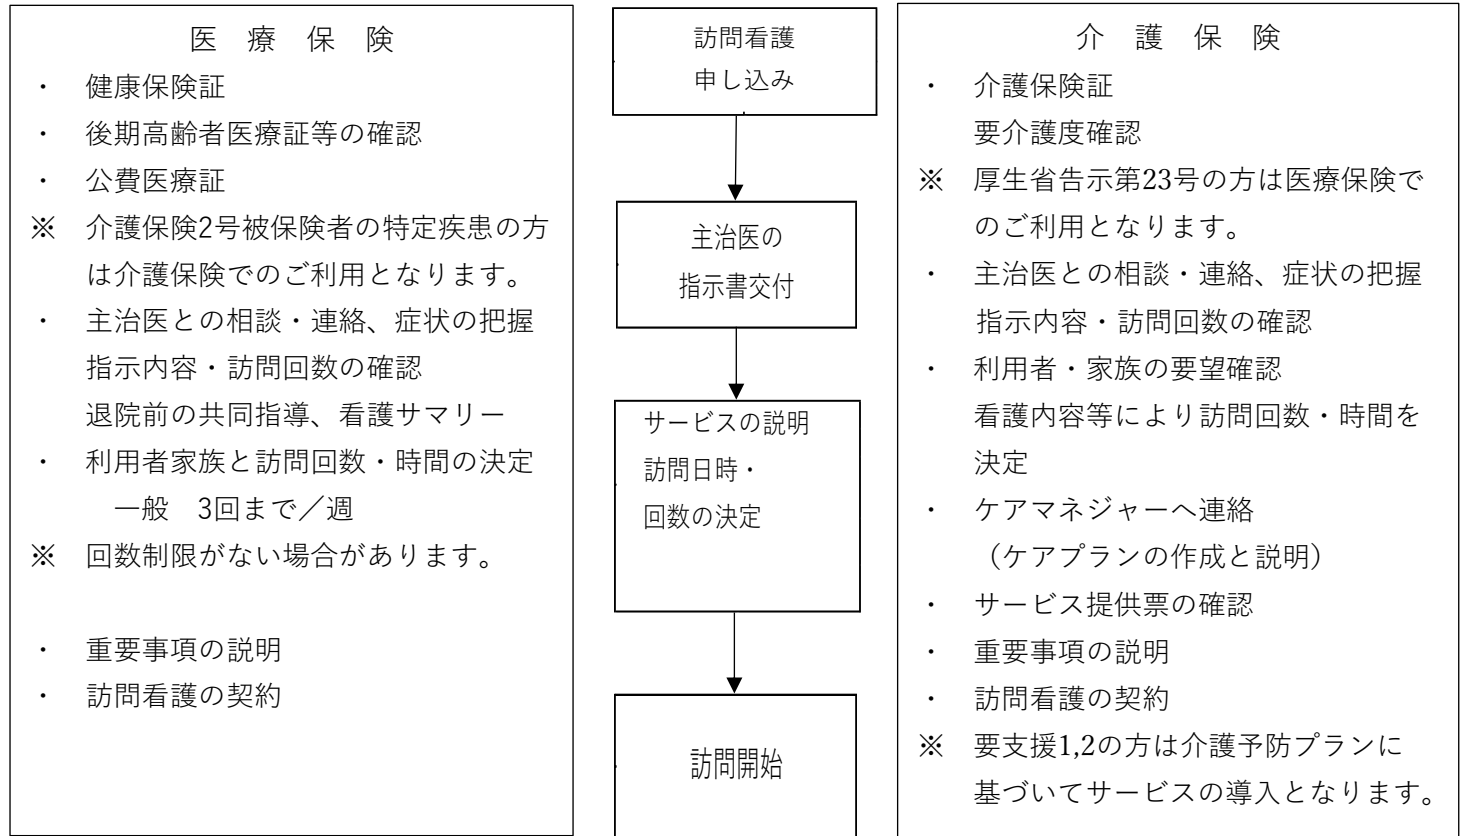 医　療　保　険
・　健康保険証
・　後期高齢者医療証等の確認
・　公費医療証
※　介護保険2号被保険者の特定疾患の方
は介護保険でのご利用となります。
・　主治医との相談・連絡、症状の把握
指示内容・訪問回数の確認
退院前の共同指導、看護サマリー
・　利用者家族と訪問回数・時間の決定
一般　3回まで／週
※　回数制限がない場合があります。
・　重要事項の説明
・　訪問看護の契約
訪問看護
申し込み
主治医の
指示書交付
サービスの説明
訪問日時・
回数の決定
訪問開始
介　護　保　険
・　介護保険証
要介護度確認
※　厚生省告示第23号の方は医療保険で
のご利用となります。
・　主治医との相談・連絡、症状の把握
指示内容・訪問回数の確認
・　利用者・家族の要望確認
看護内容等により訪問回数・時間を
決定
・　ケアマネジャーへ連絡
（ケアプランの作成と説明）
・　サービス提供票の確認
・　重要事項の説明
・　訪問看護の契約
※　要支援1,2の方は介護予防プランに
基づいてサービスの導入となります。